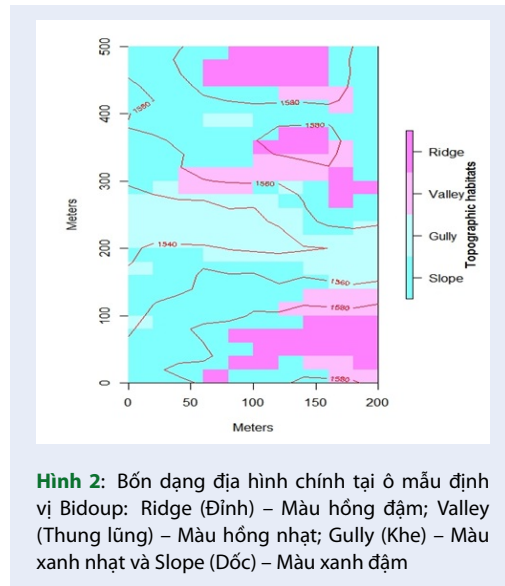 500
400
300
200
100
0
Meters
0 50 100 150 200
Meters
1580
1580
1580
1560
1540
1560
1580
1580
Ridge
Valley
Gully
Slope
Topographic habitats
Hình 2: Bốn dạng địa hình chính tại ô mẫu định
vị Bidoup: Ridge (Đỉnh) – Màu hồng đậm; Valley
(Thung lũng) – Màu hồng nhạt; Gully (Khe) – Màu
xanh nhạt và Slope (Dốc) – Màu xanh đậm